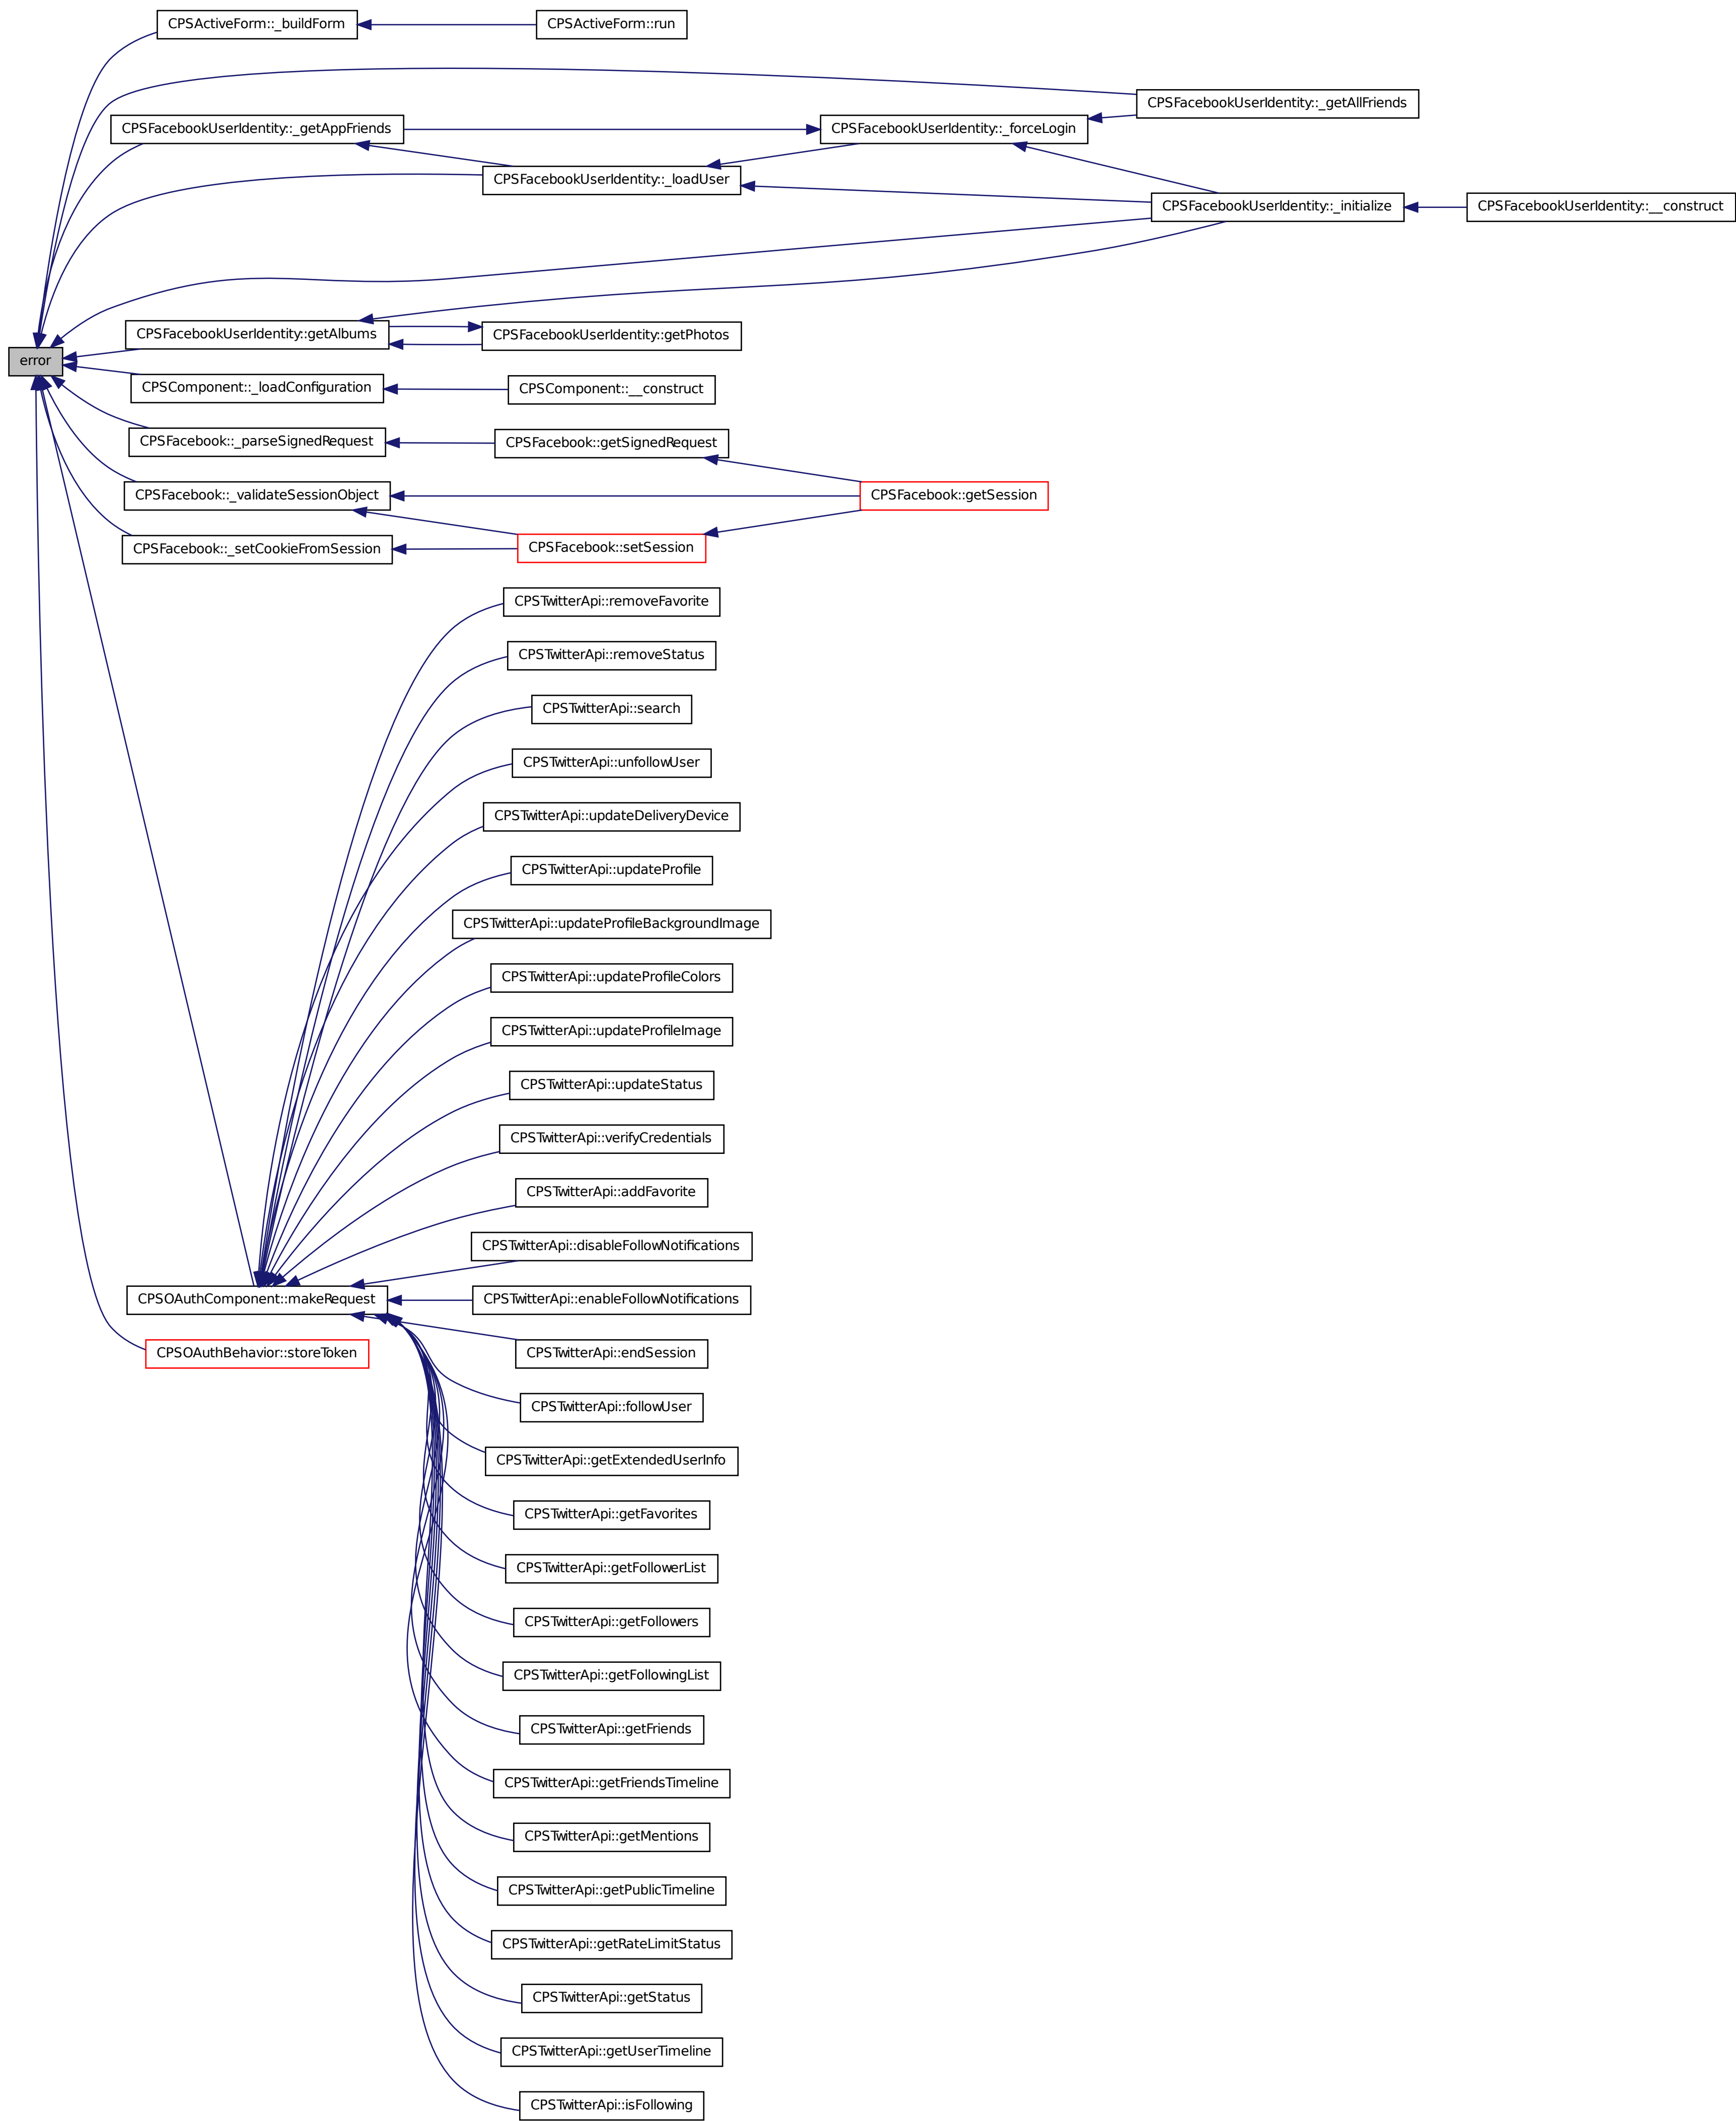 CPSActiveForm::_buildForm
CPSActiveForm::run
CPSFacebookUserIdentity::_getAllFriends
CPSFacebookUserIdentity::_getAppFriends
CPSFacebookUserIdentity::_forceLogin
CPSFacebookUserIdentity::_loadUser
CPSFacebookUserIdentity::_initialize
CPSFacebookUserIdentity::__construct
CPSFacebookUserIdentity::getAlbums
CPSFacebookUserIdentity::getPhotos
error
CPSComponent::_loadConfiguration
CPSComponent::__construct
CPSFacebook::_parseSignedRequest
CPSFacebook::getSignedRequest
CPSFacebook::_validateSessionObject
CPSFacebook::getSession
CPSFacebook::_setCookieFromSession
CPSFacebook::setSession
CPSTwitterApi::removeFavorite
CPSTwitterApi::removeStatus
CPSTwitterApi::search
CPSTwitterApi::unfollowUser
CPSTwitterApi::updateDeliveryDevice
CPSTwitterApi::updateProfile
CPSTwitterApi::updateProfileBackgroundImage
CPSTwitterApi::updateProfileColors
CPSTwitterApi::updateProfileImage
CPSTwitterApi::updateStatus
CPSTwitterApi::verifyCredentials
CPSTwitterApi::addFavorite
CPSTwitterApi::disableFollowNotifications
CPSOAuthComponent::makeRequest
CPSTwitterApi::enableFollowNotifications
CPSOAuthBehavior::storeToken
CPSTwitterApi::endSession
CPSTwitterApi::followUser
CPSTwitterApi::getExtendedUserInfo
CPSTwitterApi::getFavorites
CPSTwitterApi::getFollowerList
CPSTwitterApi::getFollowers
CPSTwitterApi::getFollowingList
CPSTwitterApi::getFriends
CPSTwitterApi::getFriendsTimeline
CPSTwitterApi::getMentions
CPSTwitterApi::getPublicTimeline
CPSTwitterApi::getRateLimitStatus
CPSTwitterApi::getStatus
CPSTwitterApi::getUserTimeline
CPSTwitterApi::isFollowing